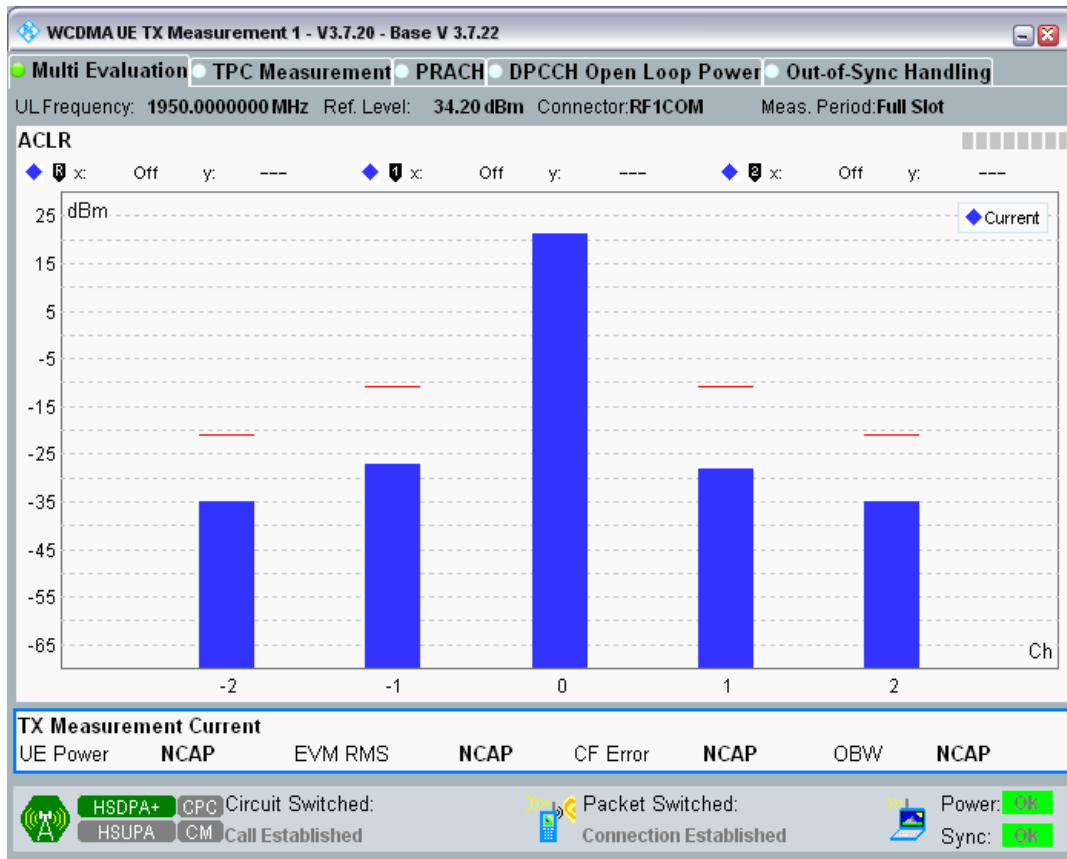 WCDMA UE TX Measurement 1 - V3.7.20 - Base V 3.7.22
Multi Evaluation TPC Measurement PRACH DPCCH Open Loop Power Out-of-Sync Handling
UL Frequency: 1950.0000000 MHz Ref. Level: 34.20 dBm Connector:RF1COM Meas. Period:Full Slot
ACLR
R x: Off y: --- 1 x: Off y: --- 2 x: Off y: ---
dBm
Current
25
15
5
-5
-15
-25
-35
-45
-55
-65
Ch
-2 -1 0 1 2
TX Measurement Current
UE Power NCAP EVM RMS NCAP CF Error NCAP OBW NCAP
HSDPA+ CPC Circuit Switched: Packet Switched: Power: Ok
HSUPA CM Call Established Connection Established Sync: Ok